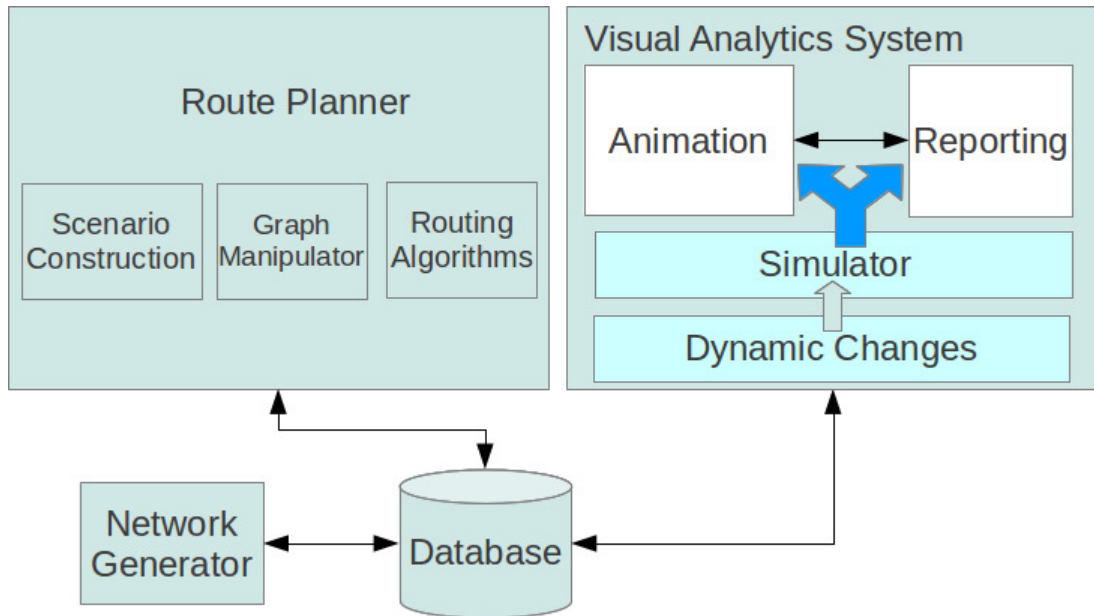 Route Planner
Scenario
Construction
Graph
Manipulator
Routing
Algorithms
Visual Analytics System
Animation
Reporting
Simulator
Dynamic Changes
Network
Generator
Database